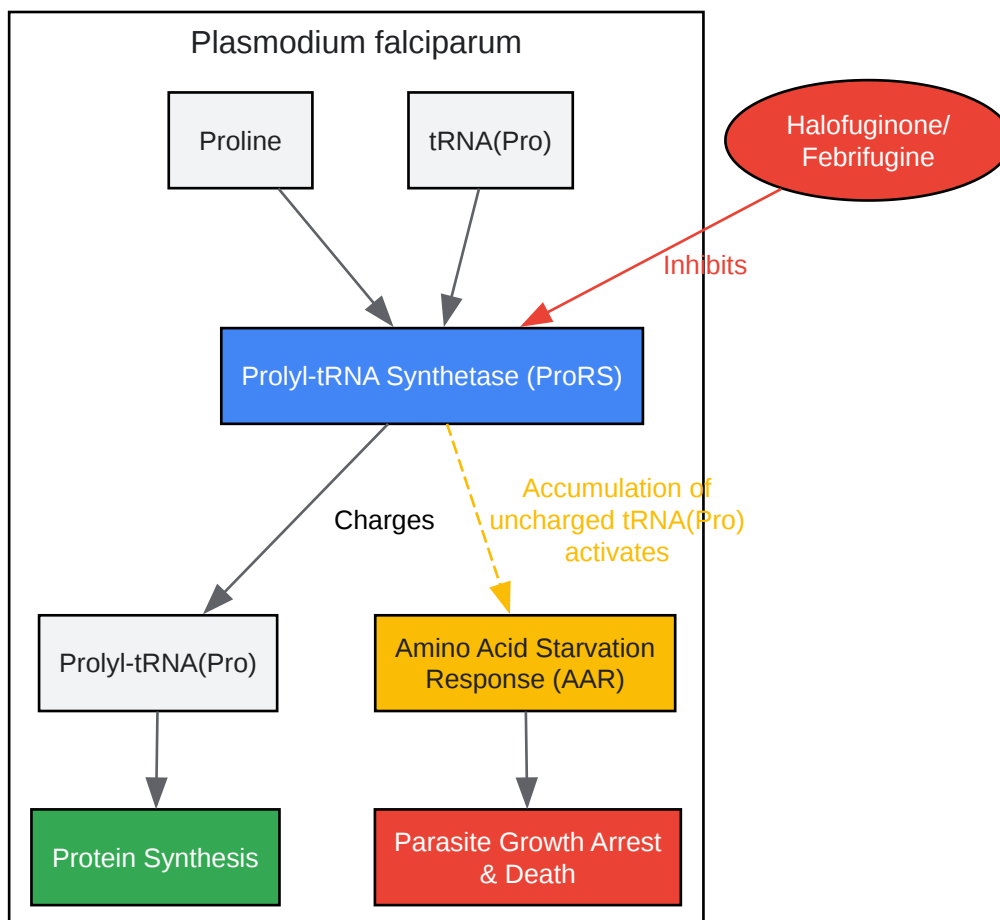 Plasmodium falciparum
Proline
tRNA(Pro)
Halofuginone/
Febrifugine
Inhibits
Prolyl-tRNA Synthetase (ProRS)
Charges
Accumulation of
uncharged tRNA(Pro)
activates
Prolyl-tRNA(Pro)
Amino Acid Starvation
Response (AAR)
Protein Synthesis
Parasite Growth Arrest
& Death